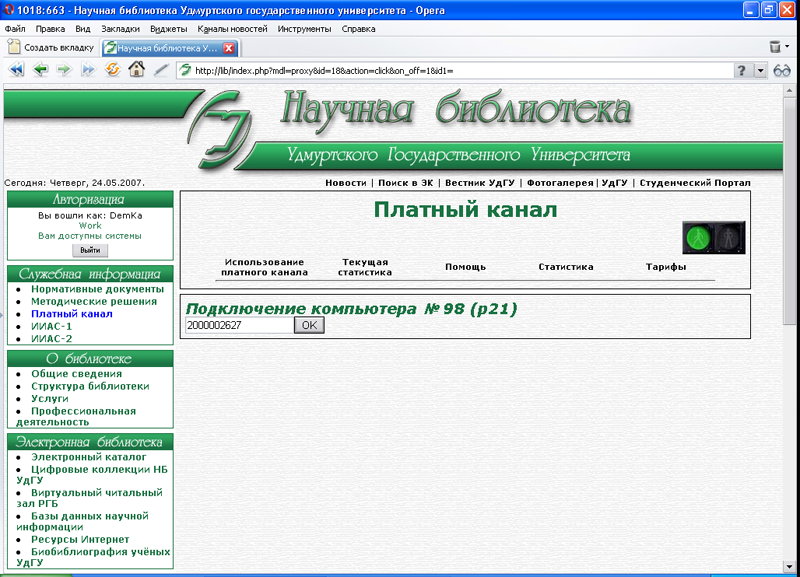 1018:663 - Научная библиотека Удмуртского государственного университета - Opera
Файл Правка Вид Закладки Виджеты Каналы новостей Инструменты Справка
Создать вкладку Научная библиотека У...
http://lib/index.php?mdl=proxy&id=18&action=click&on_off=1&id1=
Научная библиотека
Удмуртского Государственного Университета
Сегодня: Четверг, 24.05.2007.
Новости | Поиск в ЭК | Вестник УдГУ | Фотогалерея | УдГУ | Студенческий Портал
Авторизация
Вы вошли как: DemKa
Work
Вам доступны системы
Выйти
Служебная информация
Нормативные документы
Методические решения
Платный канал
ИИАС-1
ИИАС-2
О библиотеке
Общие сведения
Структура библиотеки
Услуги
Профессиональная
деятельность
Электронная библиотека
Электронный каталог
Цифровые коллекции НБ
УдГУ
Виртуальный читальный
зал РГБ
Базы данных научной
информации
Ресурсы Интернет
Биобиблиография учёных
УдГУ
Платный канал
Использование
платного канала
Текущая
статистика
Помощь
Статистика
Тарифы
Подключение компьютера № 98 (р21)
2000002627 OK